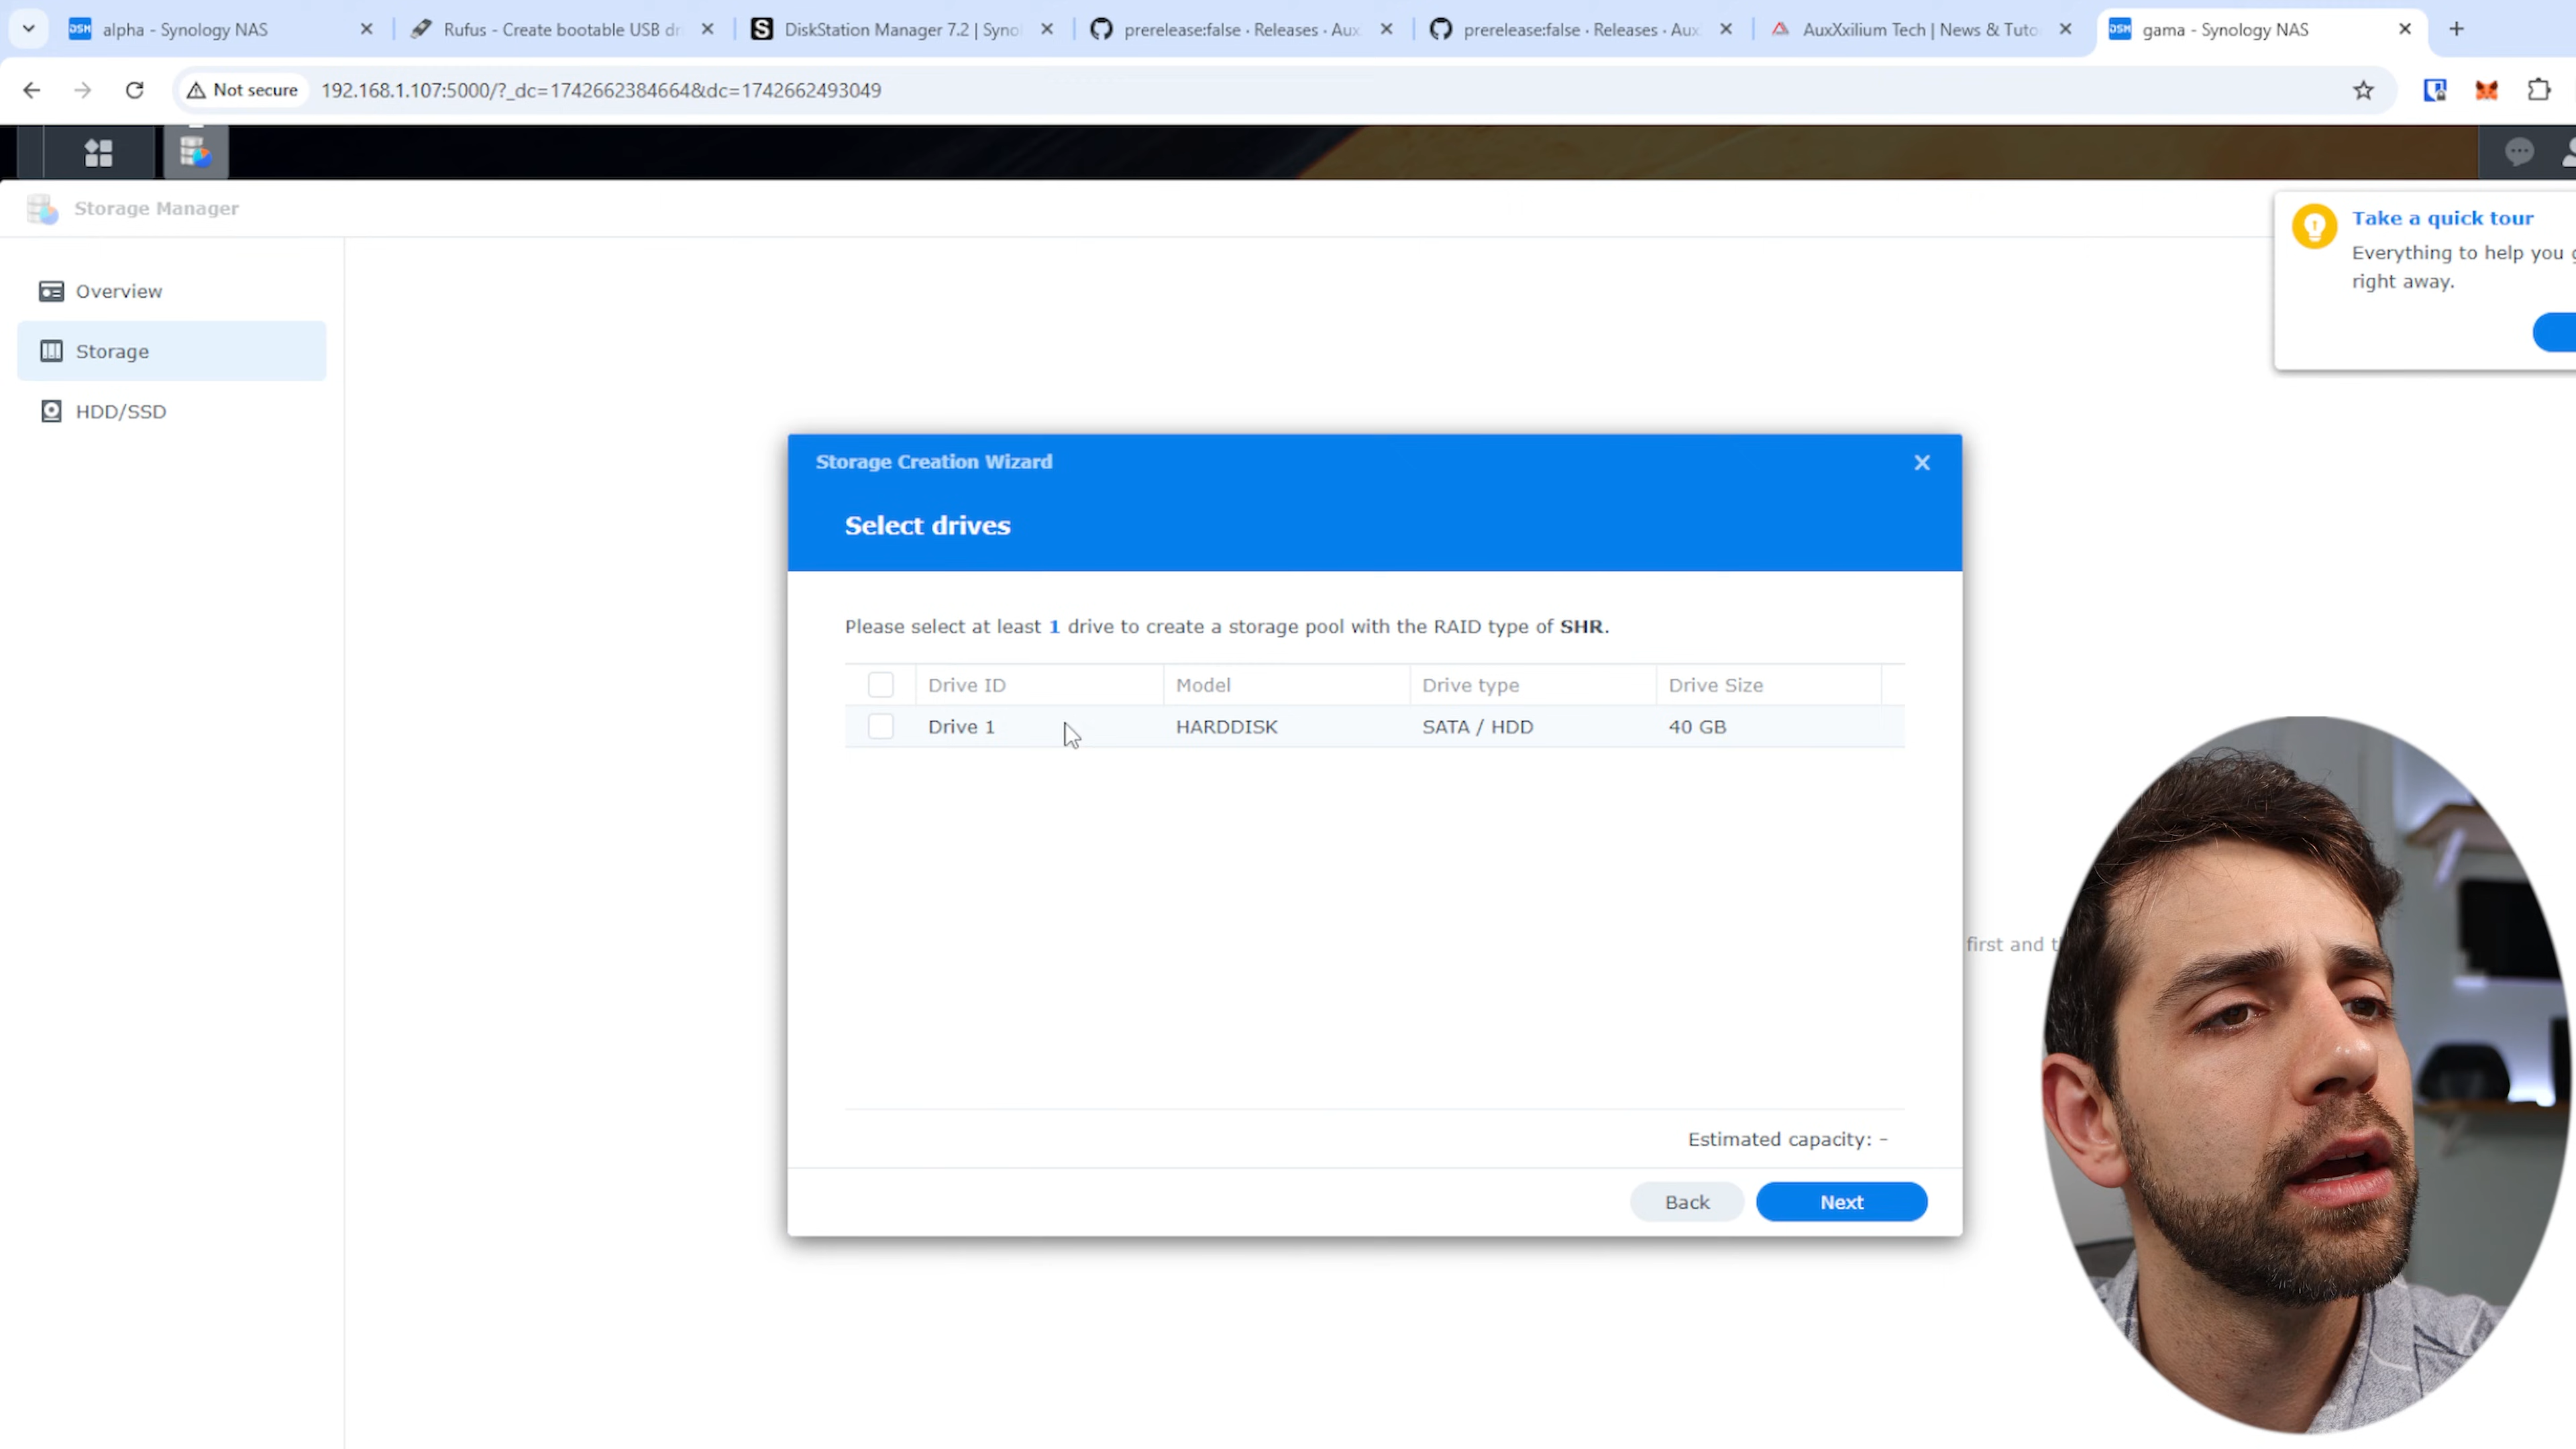 alpha - Synology NAS
Rufus - Create bootable USB dri
DiskStation Manager 7.2 | Synol
prerelease:false · Releases · Aux
prerelease:false · Releases · Aux
AuxXxilium Tech | News & Tuto
gama - Synology NAS
Not secure
192.168.1.107:5000/?_dc=1742662384664&dc=1742662493049
Storage Manager
Take a quick tour
Everything to help you g
right away.
Overview
Storage
HDD/SSD
Storage Creation Wizard
Select drives
Please select at least 1 drive to create a storage pool with the RAID type of SHR.
Drive ID Model Drive type Drive Size
Drive 1 HARDDISK SATA / HDD 40 GB
first and t
Estimated capacity: -
Back Next